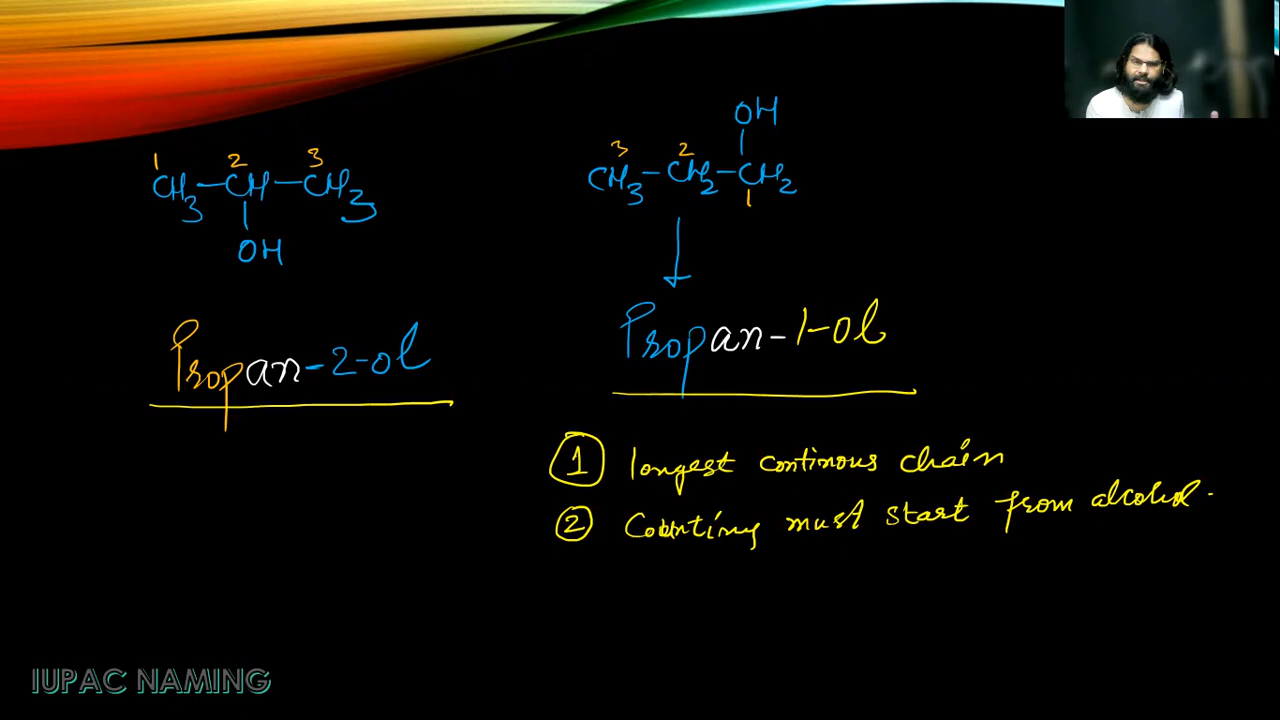 1 2 3
CH3-CH-CH3
OH
Propan-2-ol
OH
3 2
CH3-CH2-CH2
1
Propan-1-ol
1 longest continous chain
2 Counting must start from alcohol.
IUPAC NAMING